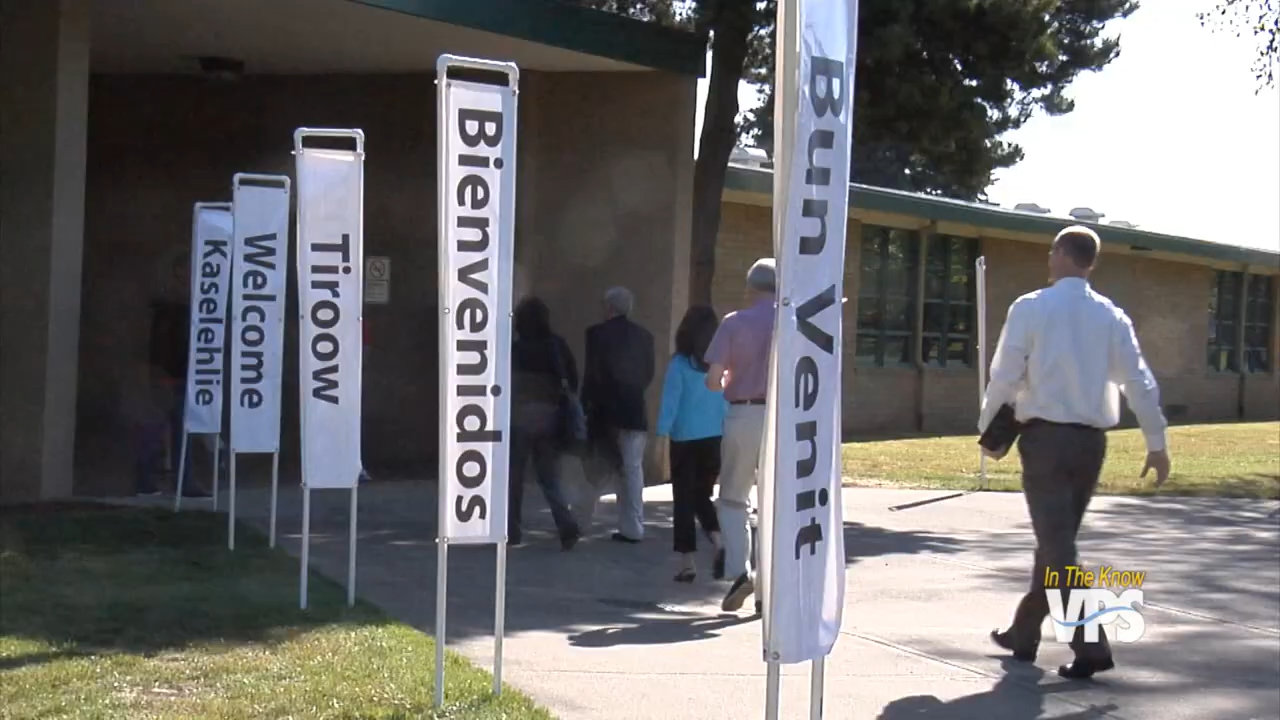 Kaselehlie
Welcome
Tiroow
Bienvenidos
Bun Venit
In The Know
VPS